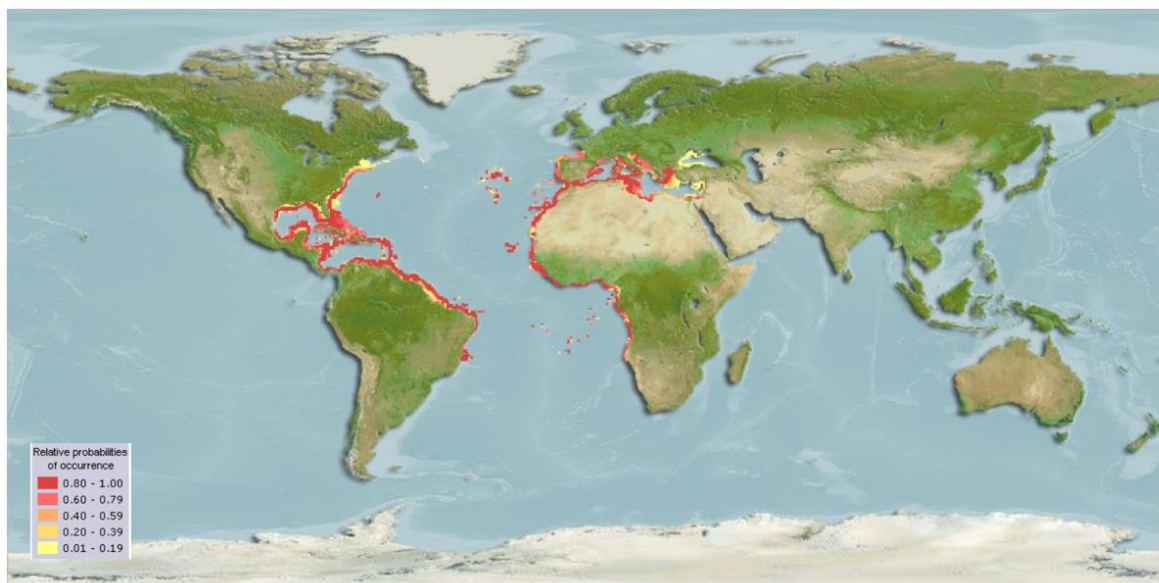 Relative probabilities
of occurrence
0.80 - 1.00
0.60 - 0.79
0.40 - 0.59
0.20 - 0.39
0.01 - 0.19